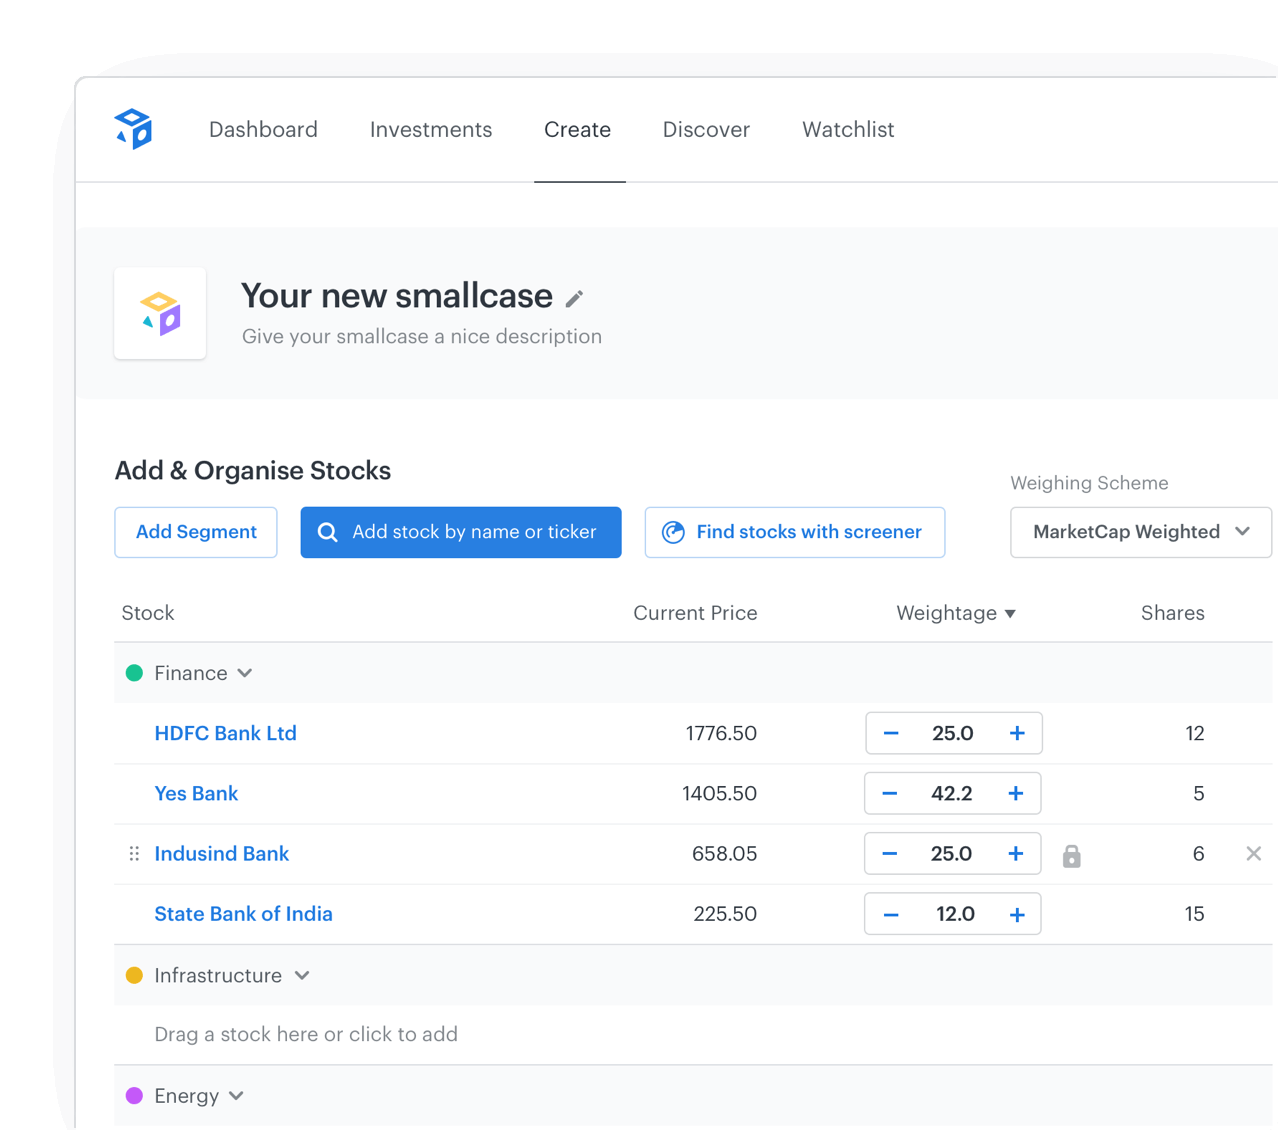 Dashboard Investments Create Discover Watchlist
Your new smallcase
Give your smallcase a nice description
Add & Organise Stocks
Weighing Scheme
Add Segment Add stock by name or ticker Find stocks with screener MarketCap Weighted
Stock Current Price Weightage Shares
Finance
HDFC Bank Ltd 1776.50 − 25.0 + 12
Yes Bank 1405.50 − 42.2 + 5
Indusind Bank 658.05 − 25.0 + 6
State Bank of India 225.50 − 12.0 + 15
Infrastructure
Drag a stock here or click to add
Energy